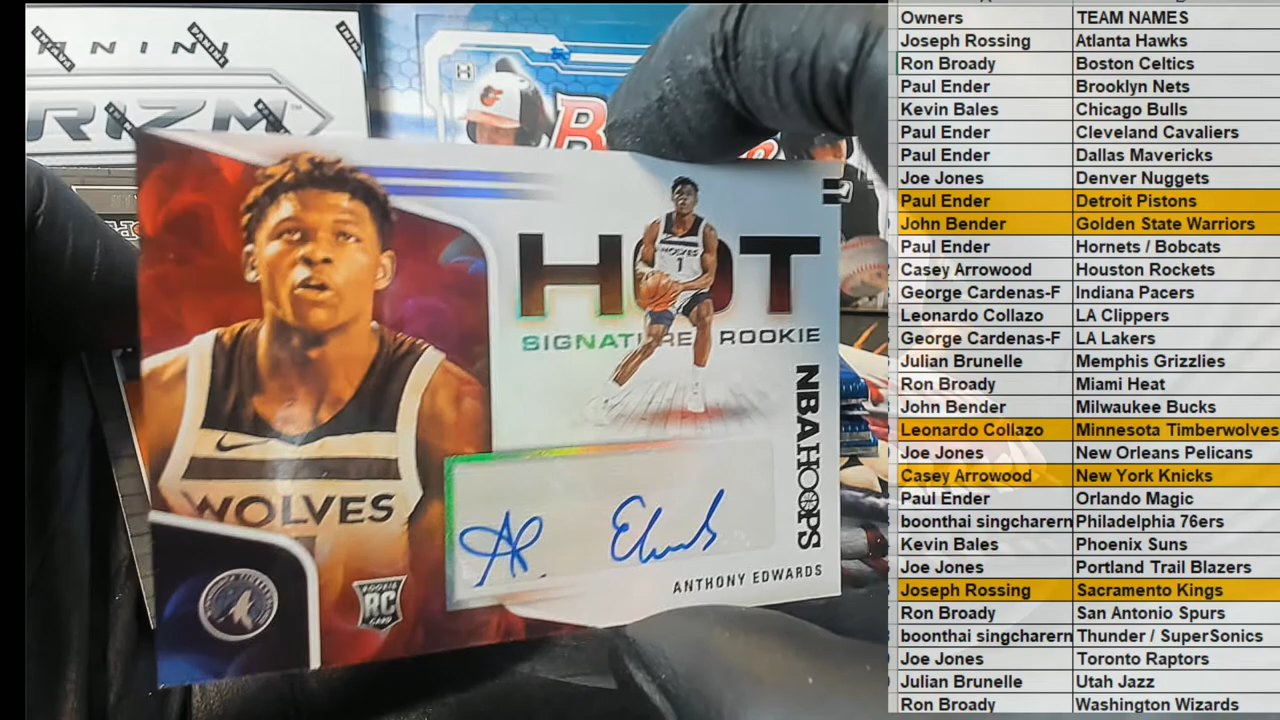 PANINI
PANINI
PRIZM
B
HOT
SIGNATURE ROOKIE
WOLVES
1
NBA HOOPS
WOLVES
ROOKIE
RC
CARD
ANTHONY EDWARDS
Owners TEAM NAMES
Joseph Rossing Atlanta Hawks
Ron Broady Boston Celtics
Paul Ender Brooklyn Nets
Kevin Bales Chicago Bulls
Paul Ender Cleveland Cavaliers
Paul Ender Dallas Mavericks
Joe Jones Denver Nuggets
Paul Ender Detroit Pistons
John Bender Golden State Warriors
Paul Ender Hornets / Bobcats
Casey Arrowood Houston Rockets
George Cardenas-F Indiana Pacers
Leonardo Collazo LA Clippers
George Cardenas-F LA Lakers
Julian Brunelle Memphis Grizzlies
Ron Broady Miami Heat
John Bender Milwaukee Bucks
Leonardo Collazo Minnesota Timberwolves
Joe Jones New Orleans Pelicans
Casey Arrowood New York Knicks
Paul Ender Orlando Magic
boonthai singcharern Philadelphia 76ers
Kevin Bales Phoenix Suns
Joe Jones Portland Trail Blazers
Joseph Rossing Sacramento Kings
Ron Broady San Antonio Spurs
boonthai singcharern Thunder / SuperSonics
Joe Jones Toronto Raptors
Julian Brunelle Utah Jazz
Ron Broady Washington Wizards